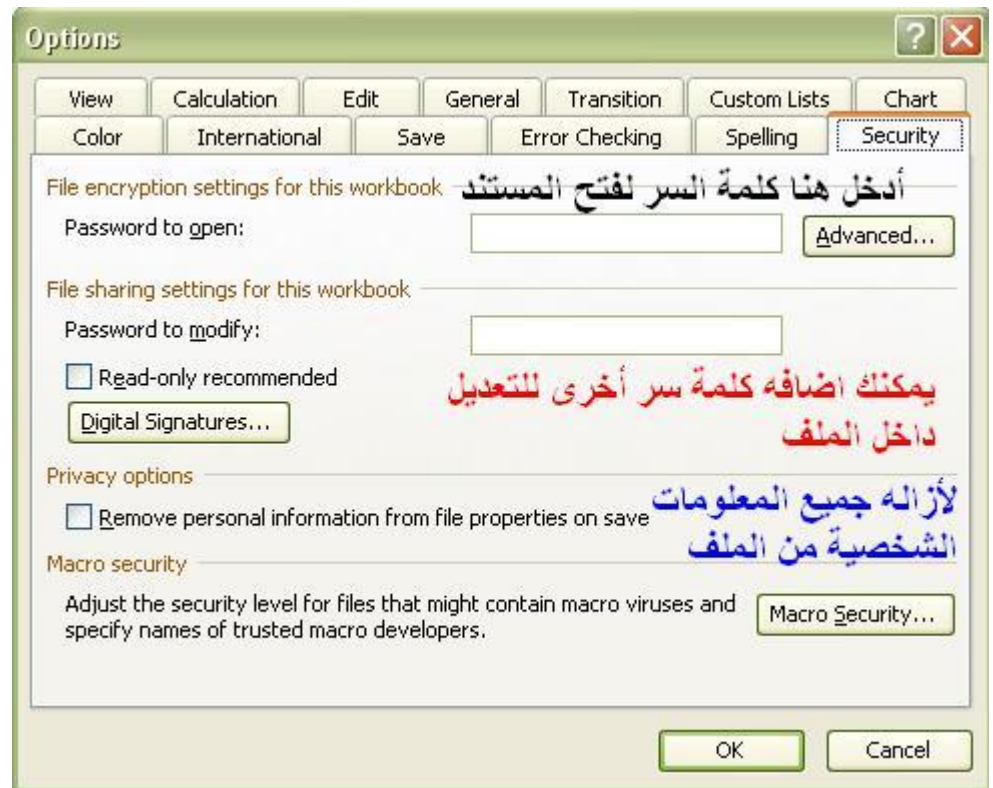 Options
View Calculation Edit General Transition Custom Lists Chart
Color International Save Error Checking Spelling Security
File encryption settings for this workbook أدخل هنا كلمة السر لفتح المستند
Password to open: Advanced...
File sharing settings for this workbook
Password to modify:
Read-only recommended
يمكنك اضافه كلمة سر أخرى للتعديل
داخل الملف
Digital Signatures...
Privacy options
Remove personal information from file properties on save
لأزاله جميع المعلومات
الشخصية من الملف
Macro security
Adjust the security level for files that might contain macro viruses and
specify names of trusted macro developers.
Macro Security...
OK Cancel